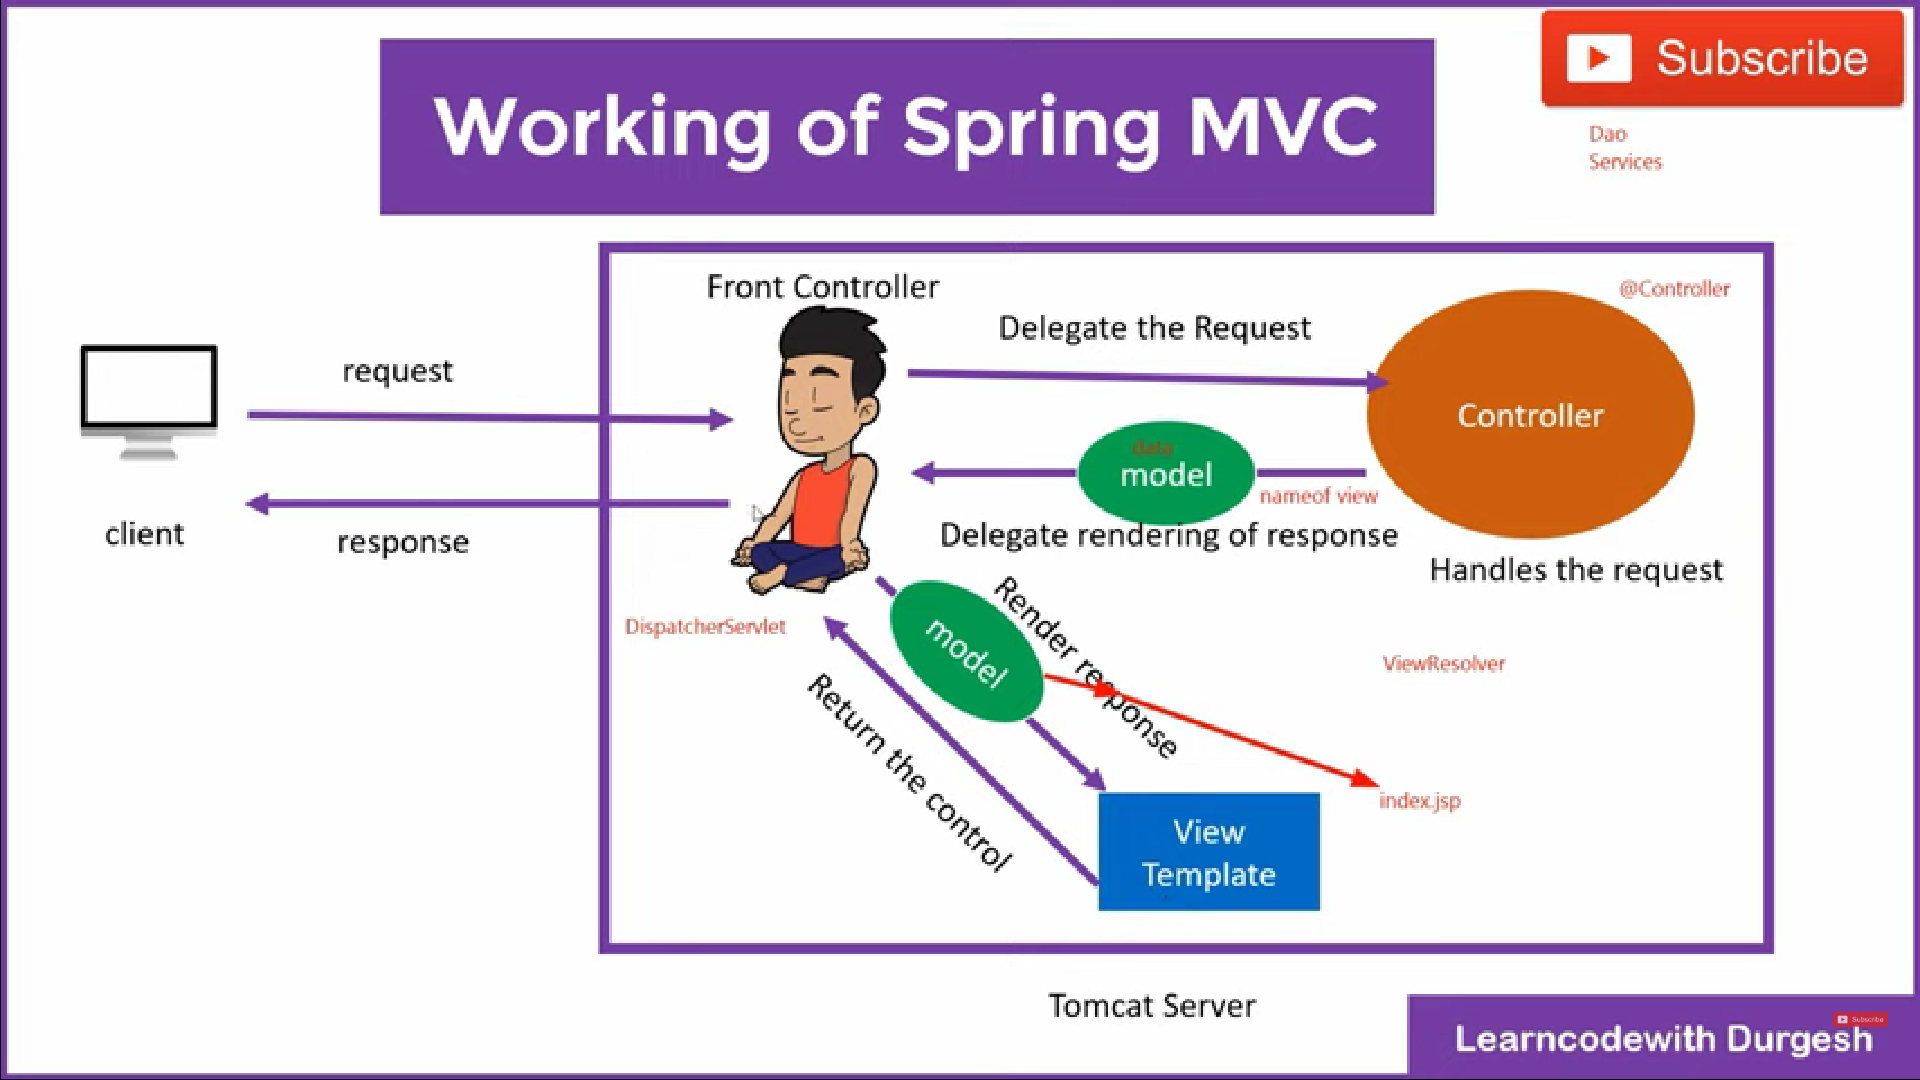 Working of Spring MVC
Subscribe
Dao
Services
Front Controller
@Controller
Delegate the Request
request
Controller
data
model
nameof view
client
response
Delegate rendering of response
Handles the request
DispatcherServlet
model
Render response
ViewResolver
Return the control
index.jsp
View
Template
Tomcat Server
Subscribe
Learncodewith Durgesh